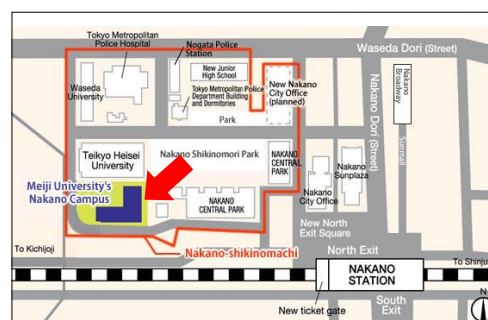 Tokyo Metropolitan
Police Hospital
Nogata Police
Station
Waseda Dori (Street)
New Junior
High School
New Nakano
City Office
(planned)
Waseda
University
Tokyo Metropolitan Police
Department Building
and Dormitories
Park
Nakano Dori (Street)
Nakano
Broadway
Sunmall
Teikyo Heisei
University
Nakano Shikinomori Park
NAKANO
CENTRAL
PARK
Nakano
Sunplaza
Meiji University's
Nakano Campus
NAKANO
CENTRAL PARK
Nakano
City Office
New North
Exit Square
To Kichijoji
Nakano-shikinomachi
North Exit
To Shinju
NAKANO
STATION
New ticket gate
South
Exit
N